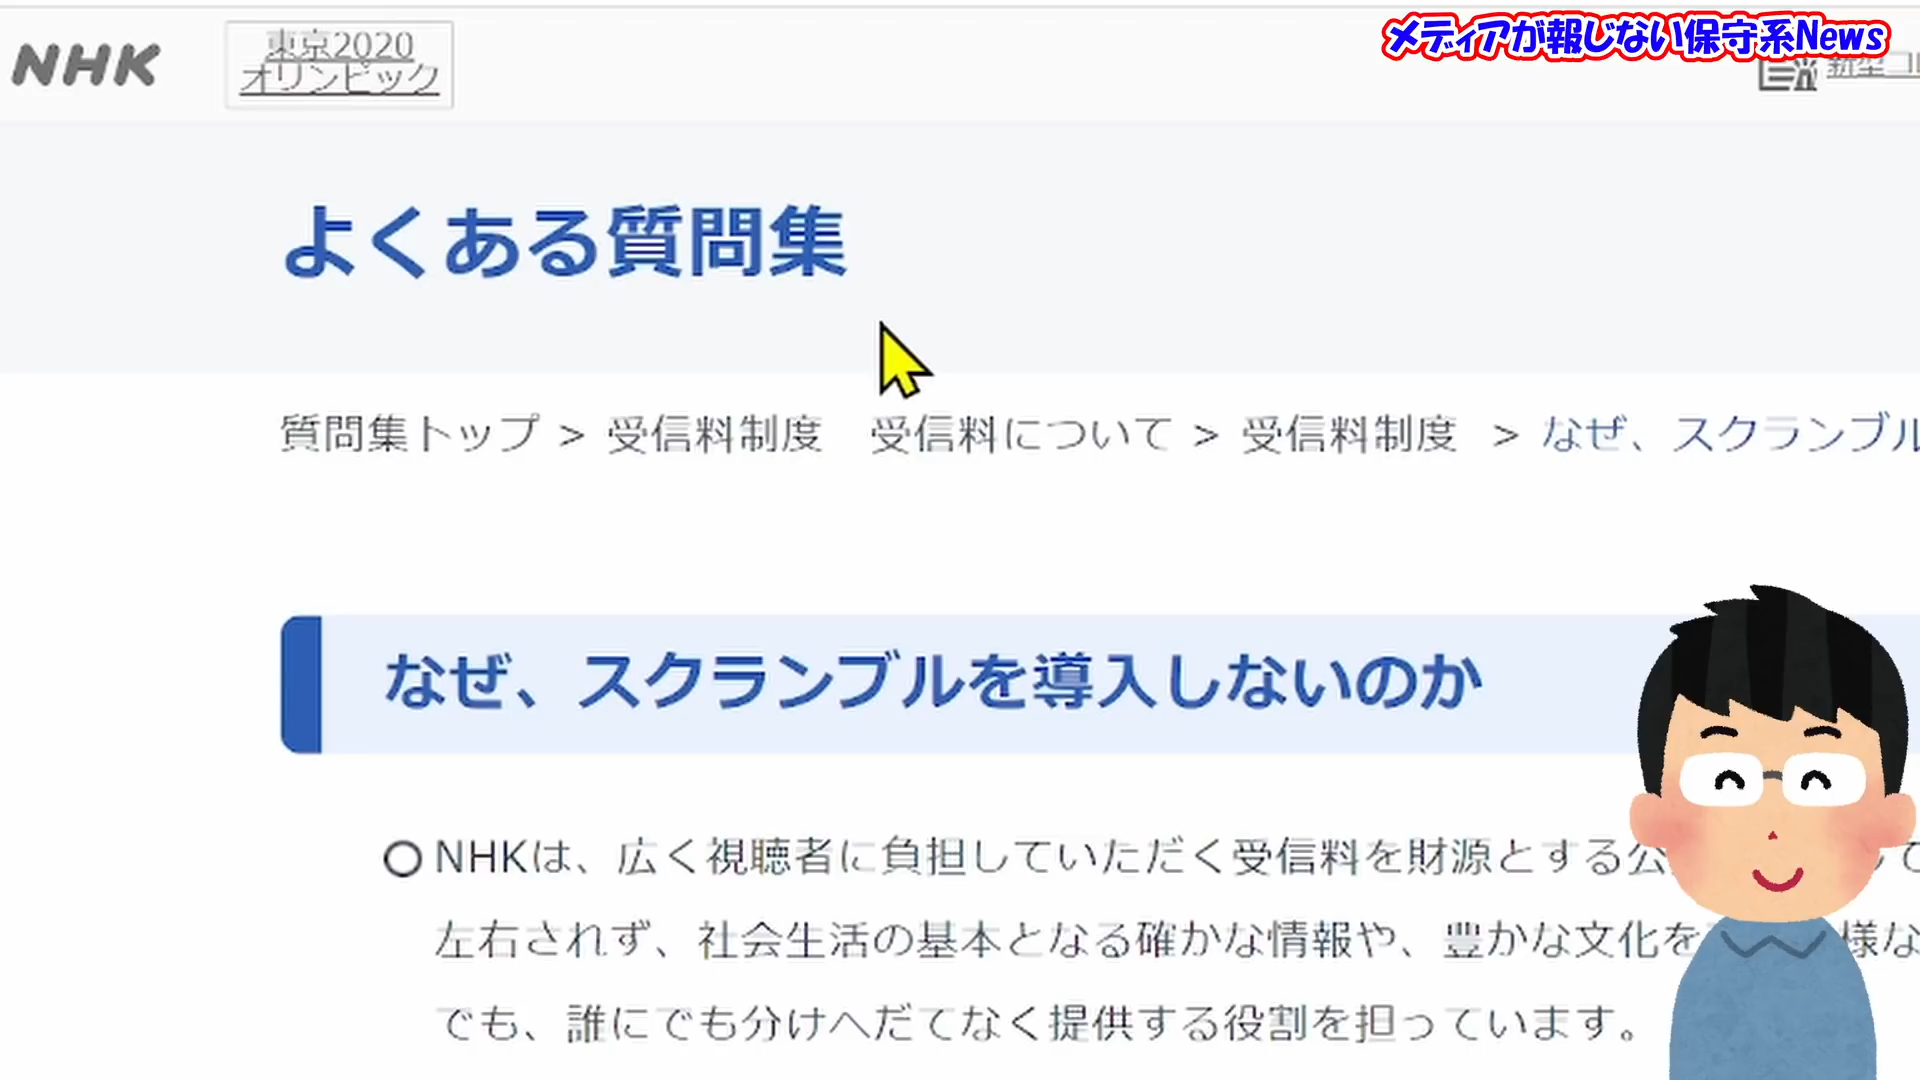 NHK
東京2020
オリンピック
メディアが報じない保守系News
新型コ
よくある質問集
質問集トップ > 受信料制度 受信料について > 受信料制度 > なぜ、スクランブル
なぜ、スクランブルを導入しないのか
○NHKは、広く視聴者に負担していただく受信料を財源とする公
左右されず、社会生活の基本となる確かな情報や、豊かな文化を 様な
でも、誰にでも分けへだてなく提供する役割を担っています。